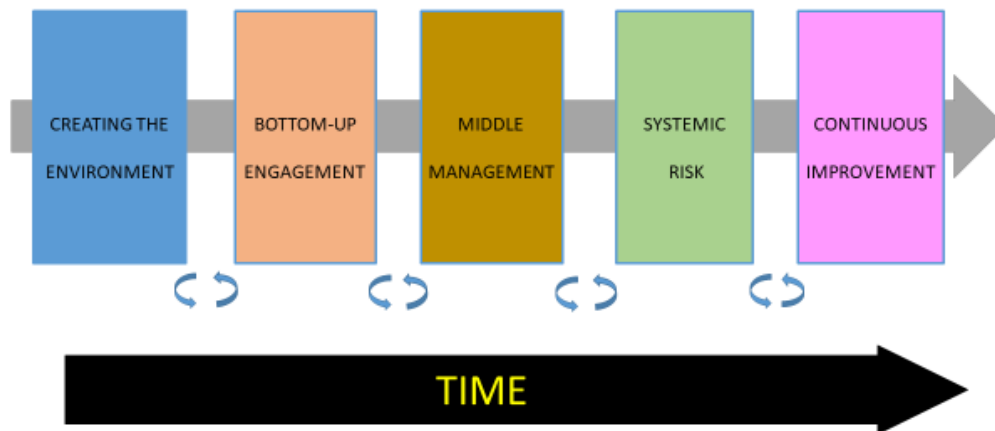 CREATING THE
ENVIRONMENT
BOTTOM-UP
ENGAGEMENT
MIDDLE
MANAGEMENT
SYSTEMIC
RISK
CONTINUOUS
IMPROVEMENT
TIME